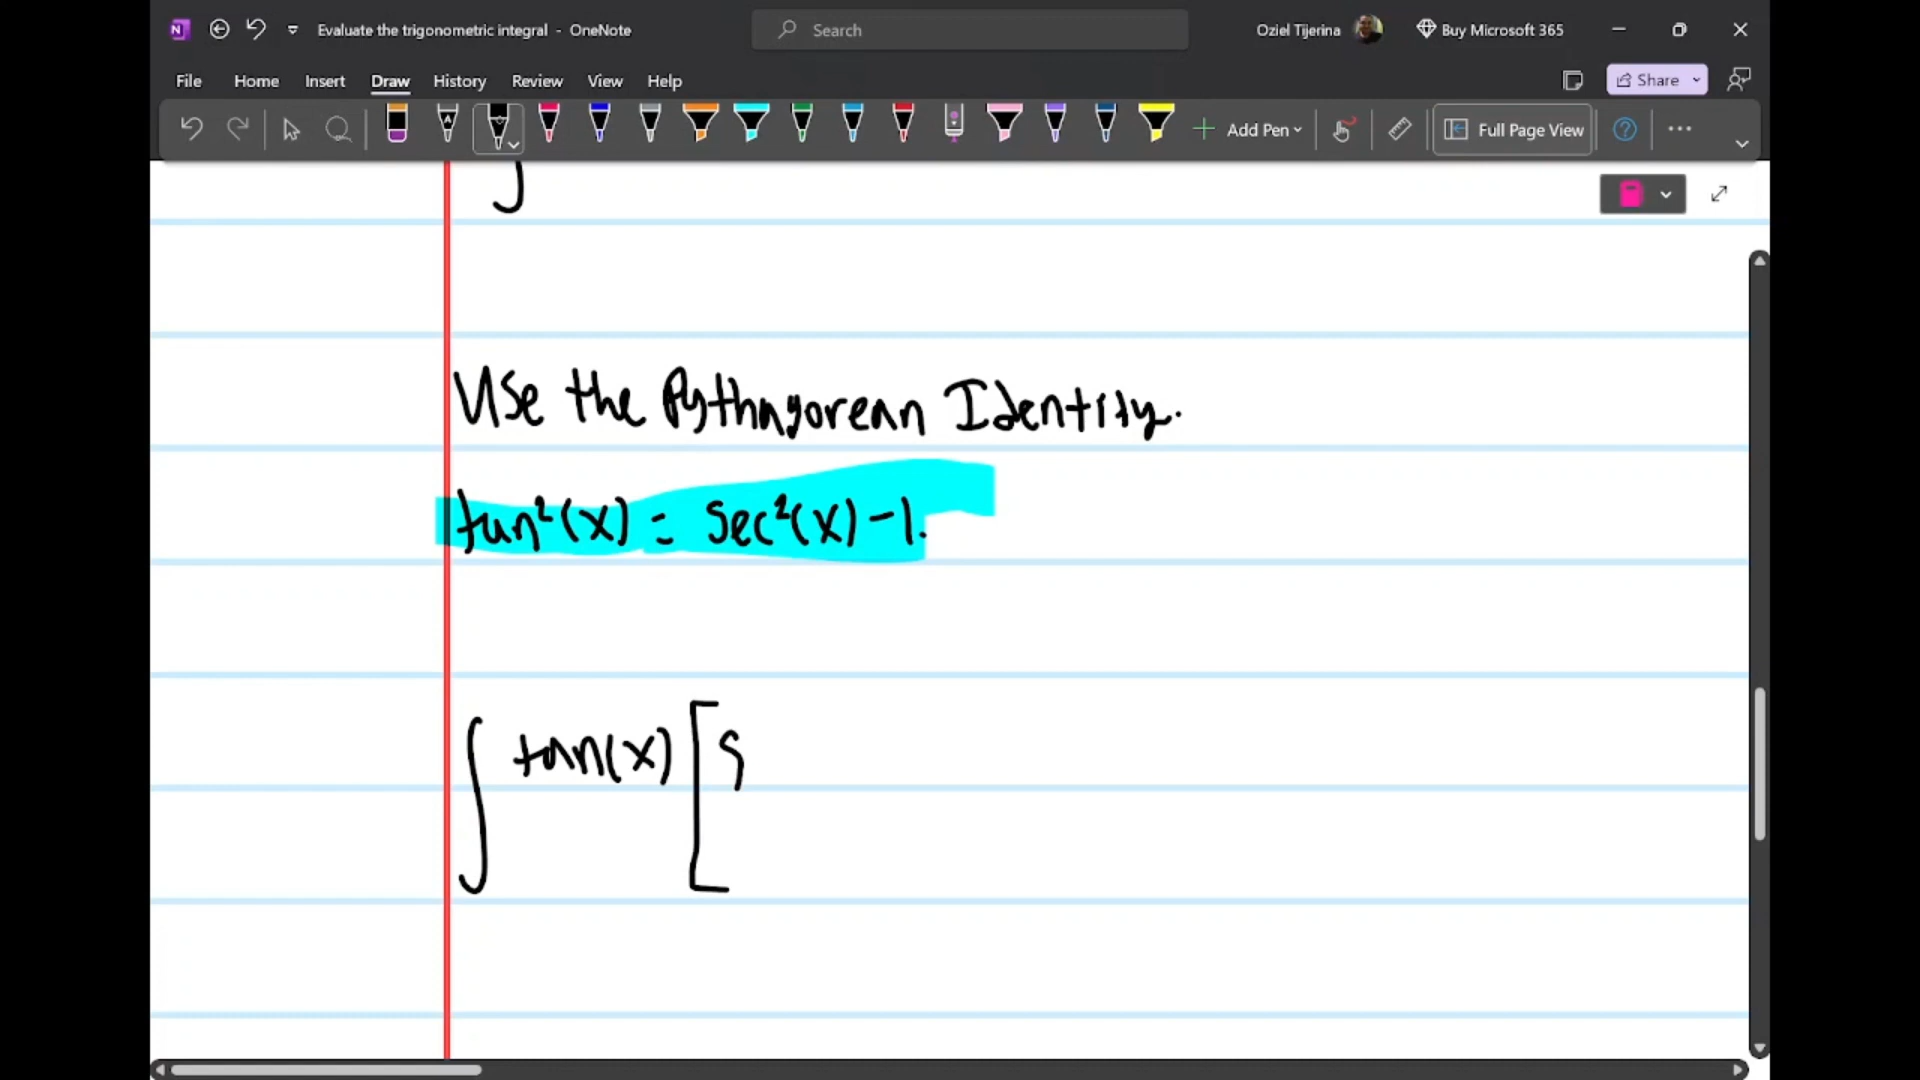 Evaluate the trigonometric integral - OneNote
Search
Oziel Tijerina
Buy Microsoft 365
File Home Insert Draw History Review View Help
Share
Add Pen
Full Page View
∫
Use the Pythagorean Identity.
tan²(x) = sec²(x) - 1.
∫ tan(x) [ s